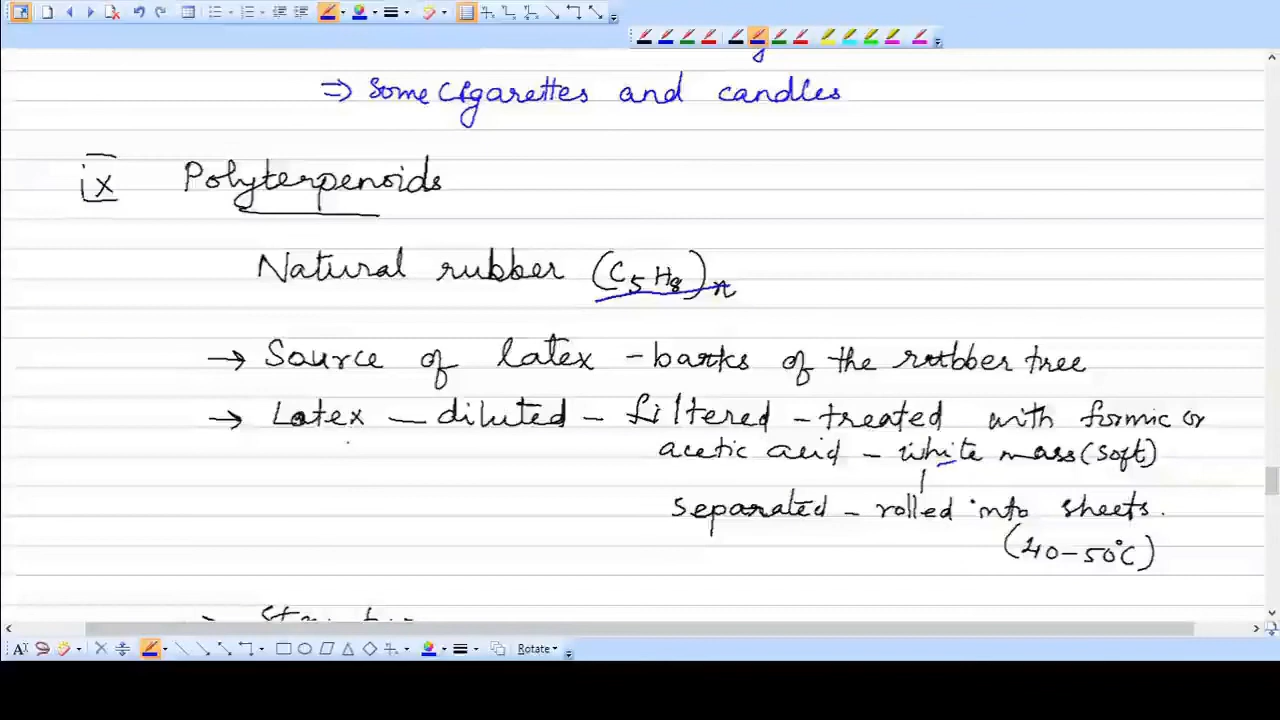 ⇒ Some Cigarettes and candles
ix Polyterpenoids
Natural rubber (C5H8)n
→ Source of latex - barks of the rubber tree
→ Latex - diluted - filtered - treated with formic or
acetic acid - white mass (soft)
separated - rolled into sheets.
(40-50°C)
Rotate